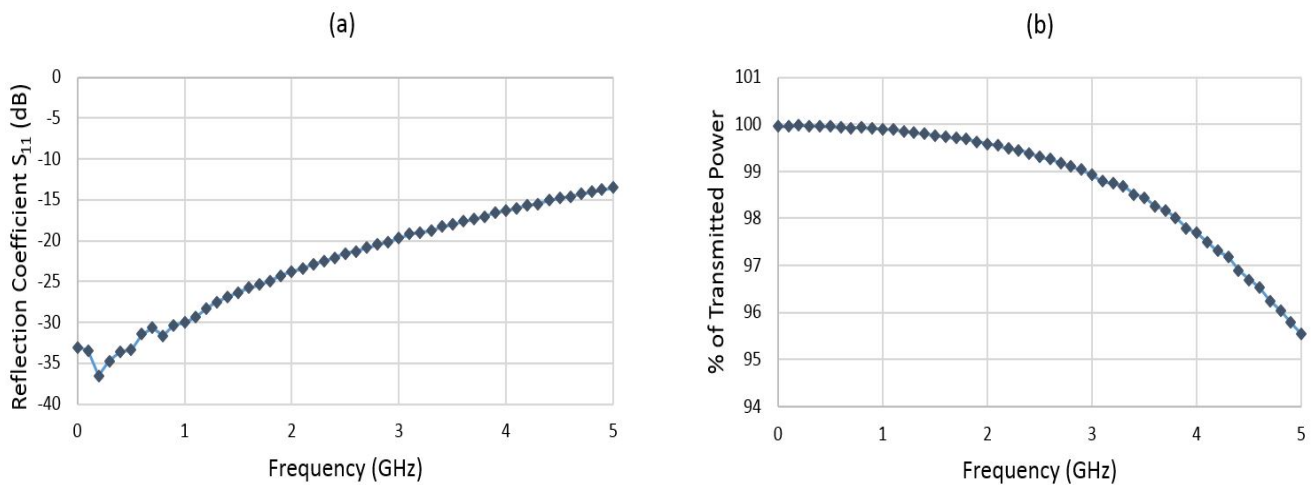 (a)
Reflection Coefficient S₁₁ (dB)
0
-5
-10
-15
-20
-25
-30
-35
-40
0 1 2 3 4 5
Frequency (GHz)
(b)
% of Transmitted Power
101
100
99
98
97
96
95
94
0 1 2 3 4 5
Frequency (GHz)